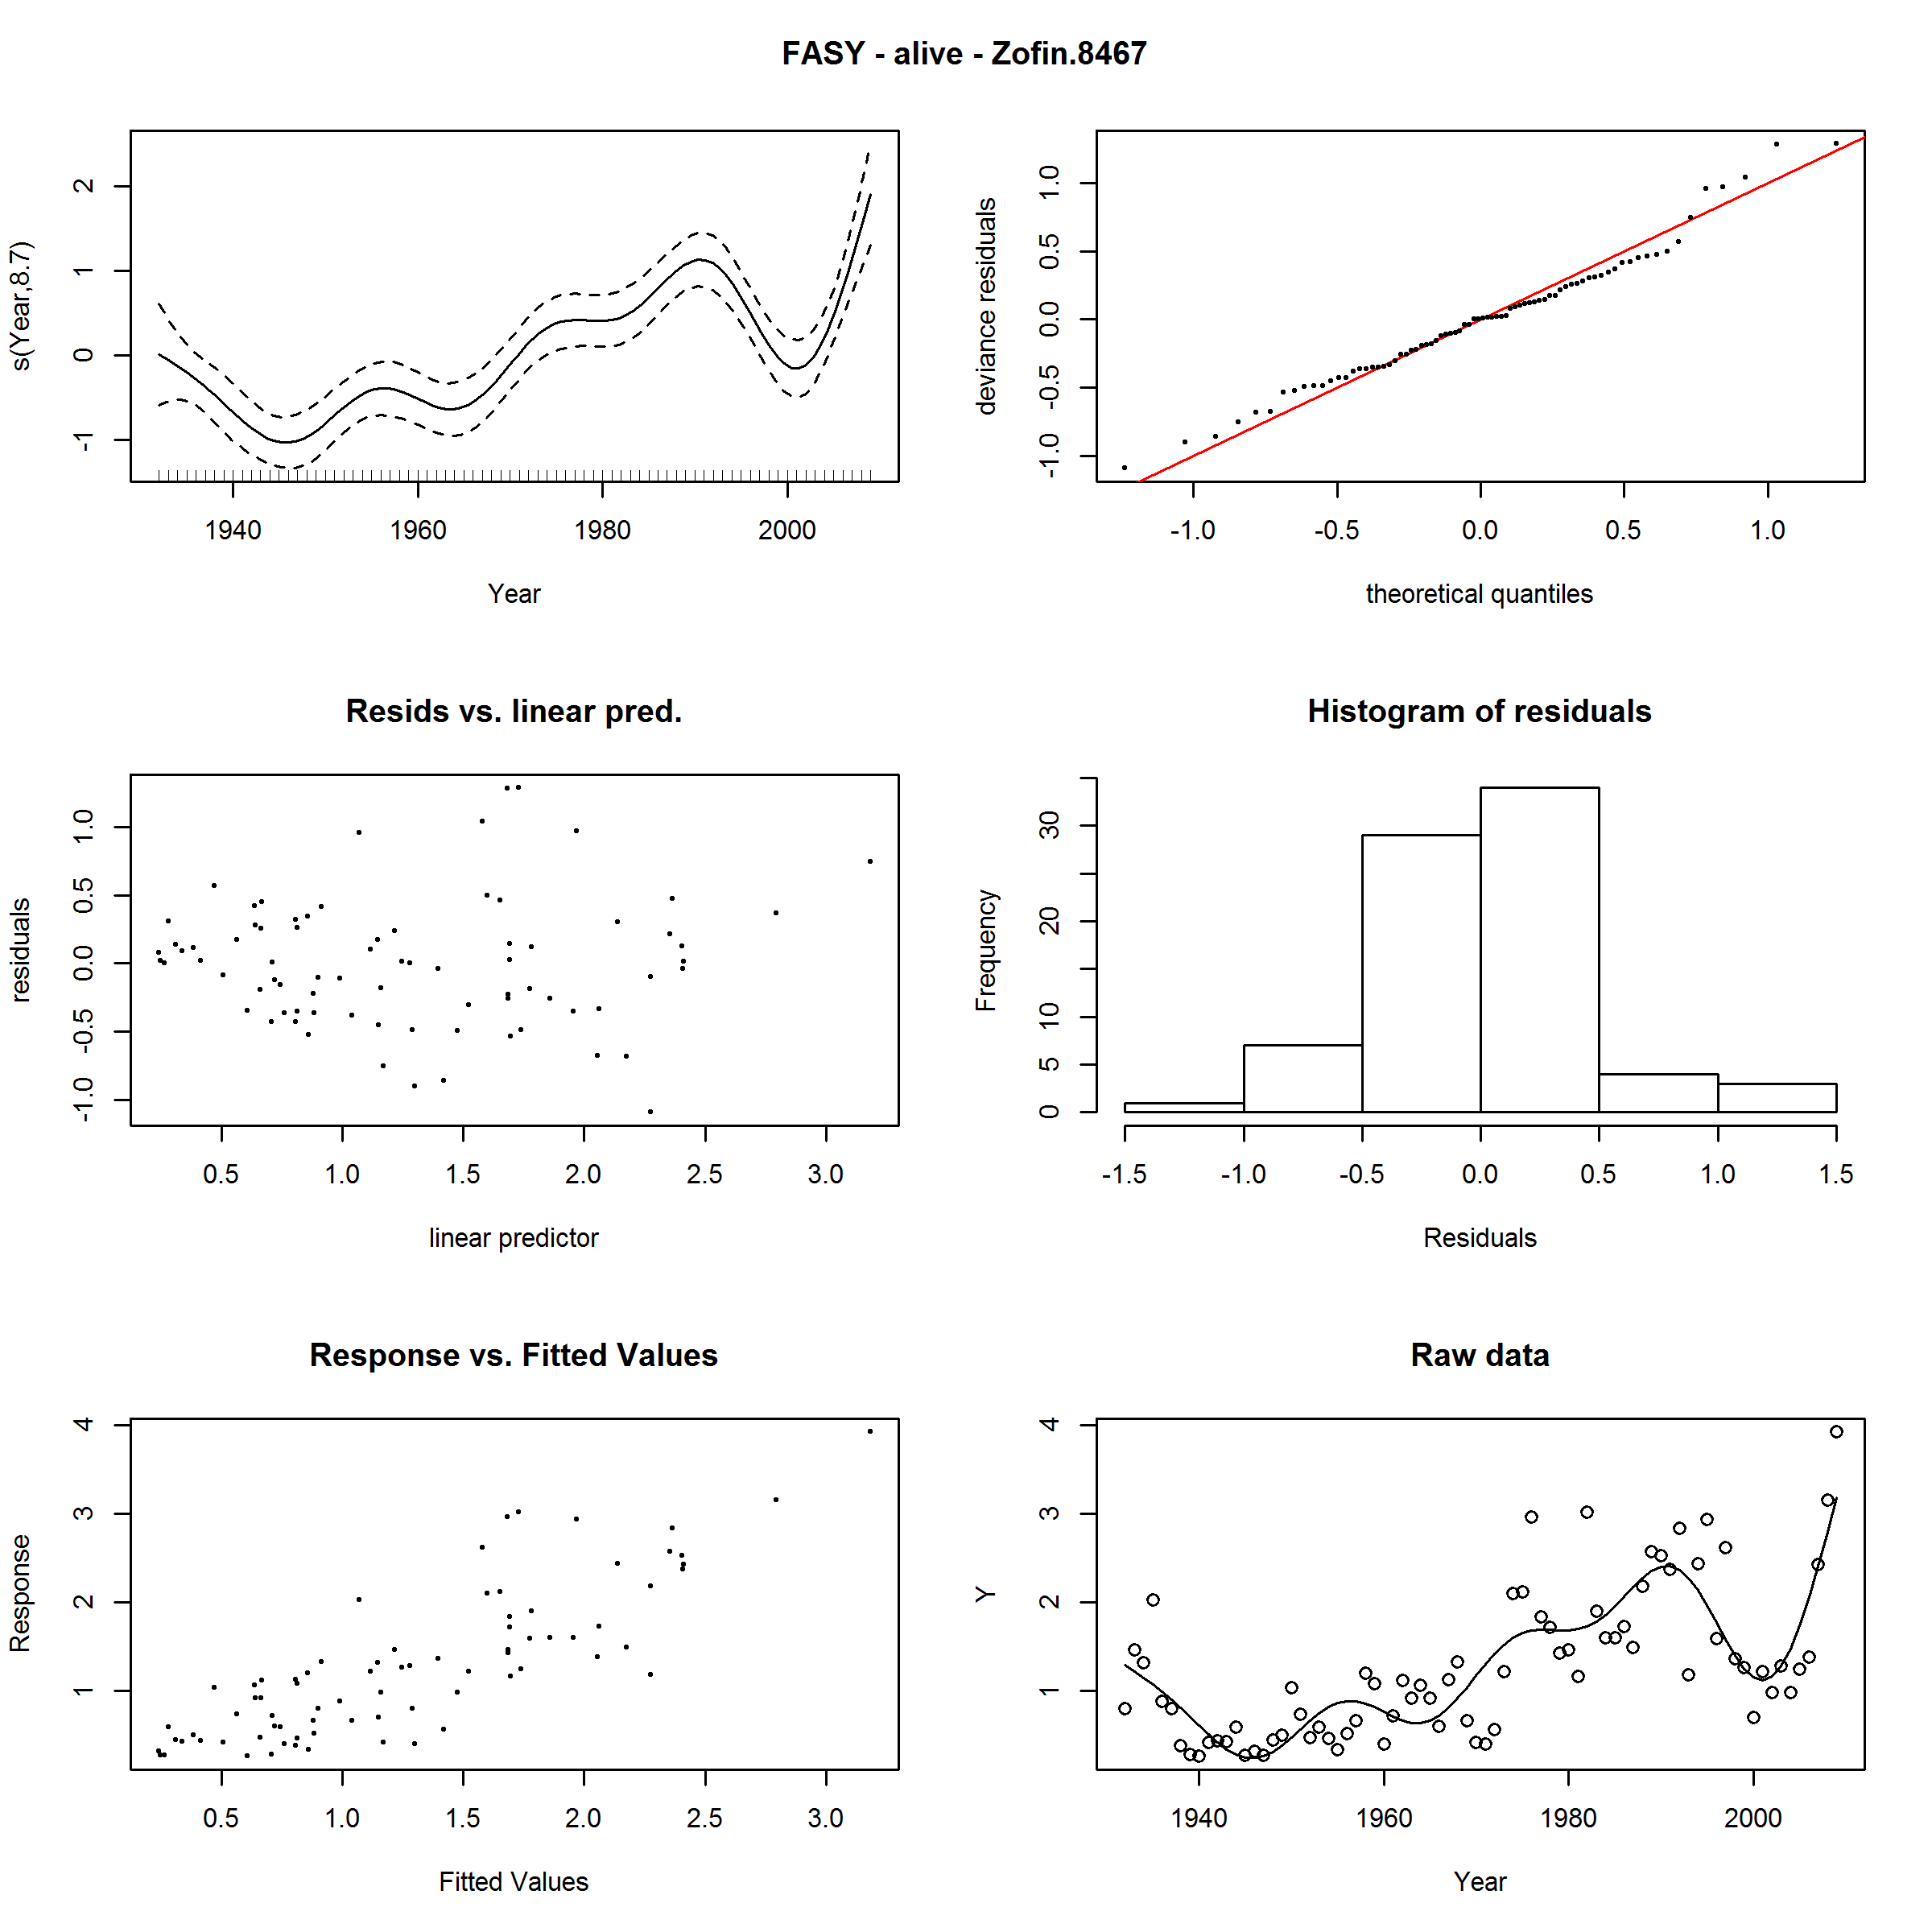 FASY - alive - Zofin.8467
s(Year,8.7)
2
1
0
-1
1940 1960 1980 2000
Year
deviance residuals
1.0
0.5
0.0
-0.5
-1.0
-1.0 -0.5 0.0 0.5 1.0
theoretical quantiles
Resids vs. linear pred.
residuals
1.0
0.5
0.0
-0.5
-1.0
0.5 1.0 1.5 2.0 2.5 3.0
linear predictor
Histogram of residuals
Frequency
30
20
10
5
0
-1.5 -1.0 -0.5 0.0 0.5 1.0 1.5
Residuals
Response vs. Fitted Values
Response
4
3
2
1
0.5 1.0 1.5 2.0 2.5 3.0
Fitted Values
Raw data
Y
4
3
2
1
1940 1960 1980 2000
Year